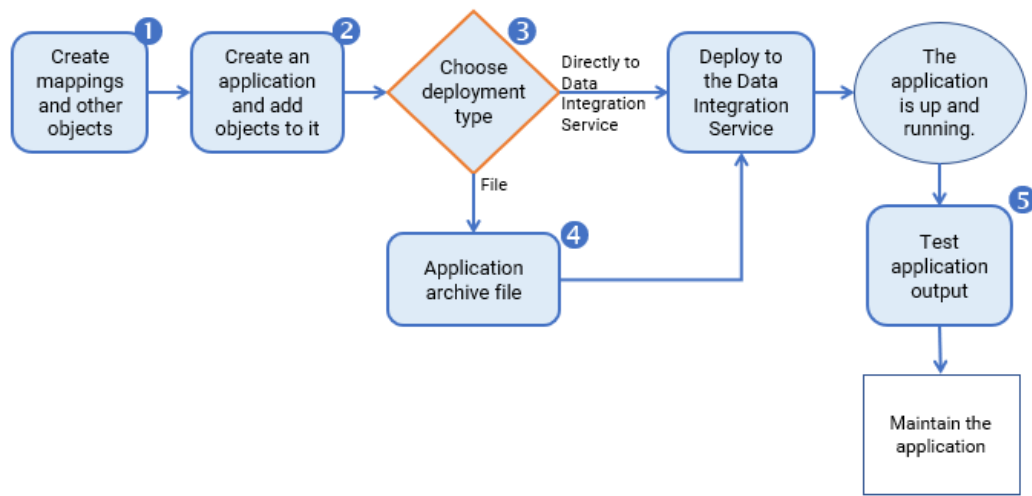 1
Create
mappings
and other
objects
2
Create an
application
and add
objects to it
3
Choose
deployment
type
Directly to
Data
Integration
Service
Deploy to
the Data
Integration
Service
The
application
is up and
running.
File
4
Application
archive file
5
Test
application
output
Maintain the
application